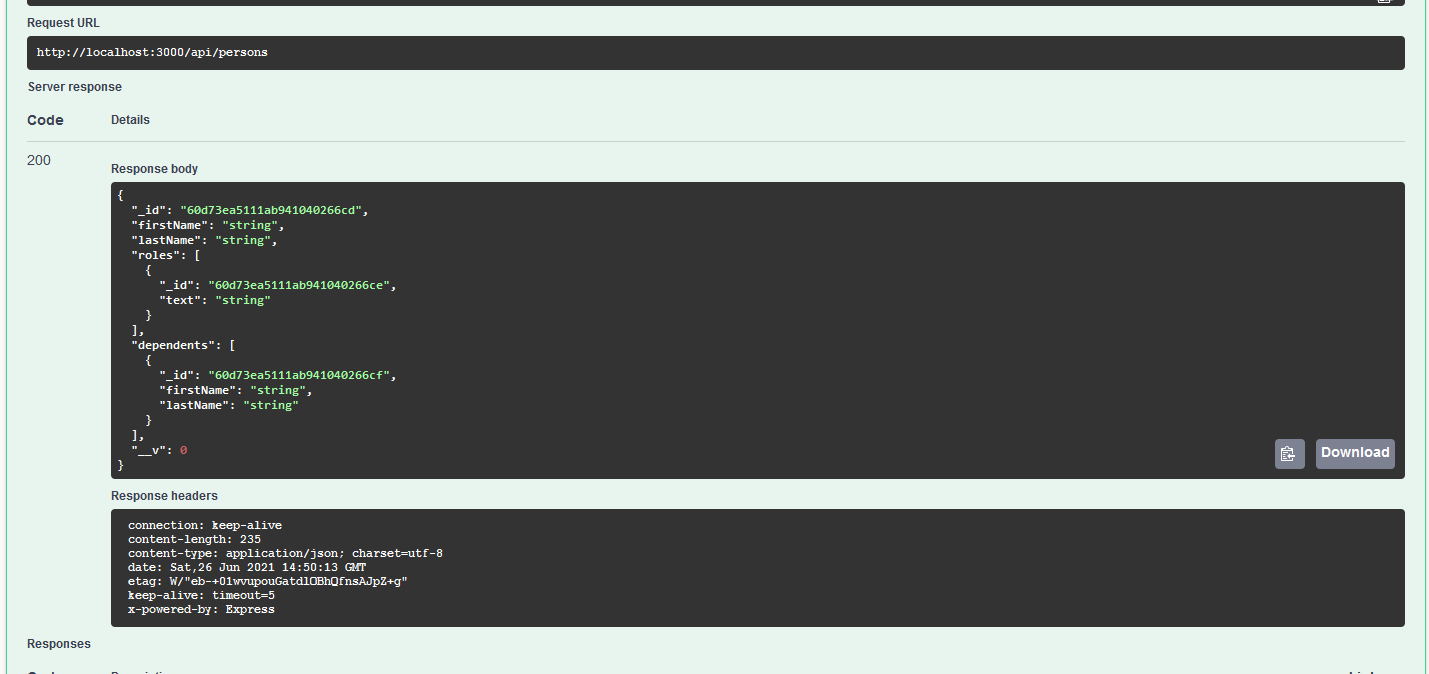 Request URL
http://localhost:3000/api/persons
Server response
Code Details
200
Response body
{
"_id": "60d73ea5111ab941040266cd",
"firstName": "string",
"lastName": "string",
"roles": [
{
"_id": "60d73ea5111ab941040266ce",
"text": "string"
}
],
"dependents": [
{
"_id": "60d73ea5111ab941040266cf",
"firstName": "string",
"lastName": "string"
}
],
"__v": 0
}
Download
Response headers
connection: keep-alive
content-length: 235
content-type: application/json; charset=utf-8
date: Sat,26 Jun 2021 14:50:13 GMT
etag: W/"eb-+01wvupouGatdlOBhQfnsAJpZ+g"
keep-alive: timeout=5
x-powered-by: Express
Responses